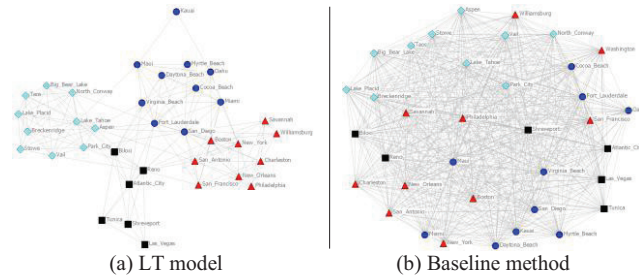 Kauai
Maui
Myrtle_Beach
Daytona_Beach
Cocoa_Beach
Virginia_Beach
Miami
Big_Bear_Lake
Taos
North_Conway
Lake_Placid
Lake_Tahoe
Fort_Lauderdale
Breckenridge
Aspen
San_Diego
Savannah
Williamsburg
Boston
New_York
Stowe
Vail
Park_City
Biloxi
San_Antonio
Charleston
Reno
Atlantic_City
New_Orleans
San_Francisco
Philadelphia
Tunica
Shreveport
Las_Vegas
(a) LT model
Aspen
Williamsburg
Stowe
Vail
North_Conway
Taos
Washington
Big_Bear_Lake
Lake_Tahoe
Cocoa_Beach
Lake_Placid
Park_City
Breckenridge
Fort_Lauderdale
Savannah
Philadelphia
San_Francisco
Biloxi
Shreveport
Reno
Maui
Virginia_Beach
Las_Vegas
Charleston
New_Orleans
Boston
Tunica
San_Antonio
San_Diego
Miami
Kauai
Myrtle_Beach
New_York
Daytona_Beach
(b) Baseline method